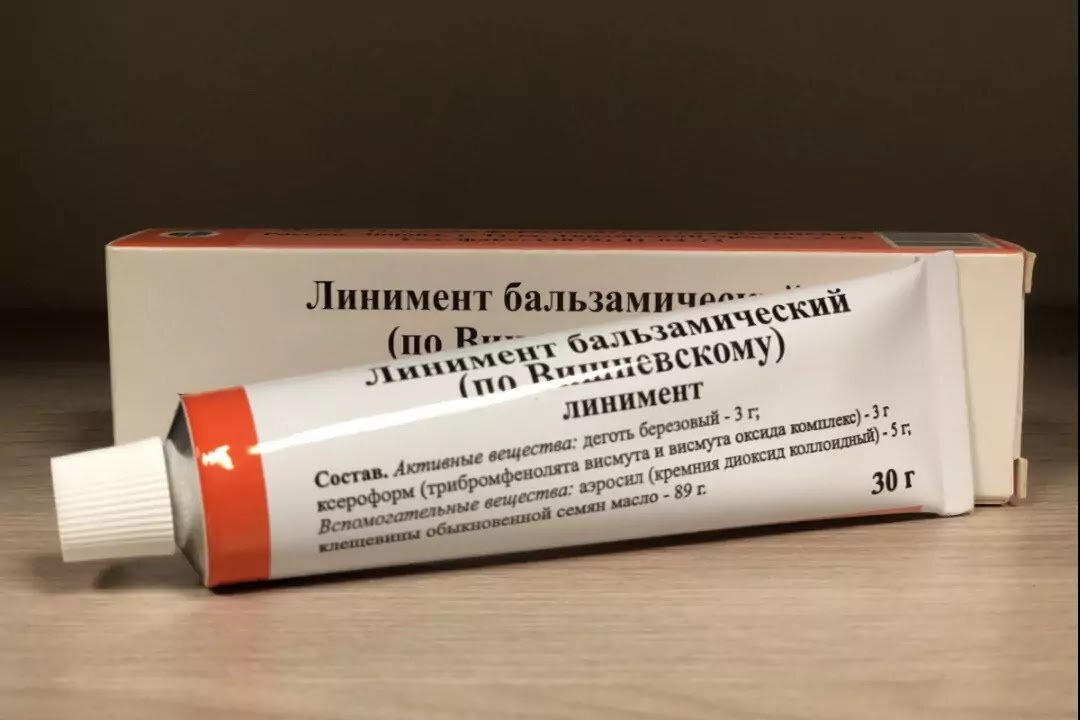 Линимент бальзамический
(по Виш
Линимент бальзамический
(по Вишневскому)
линимент
Состав. Активные вещества: деготь березовый - 3 г;
ксероформ (трибромфенолята висмута и висмута оксида комплекс) - 3 г
Вспомогательные вещества: аэросил (кремния диоксид коллоидный) - 5 г;
клещевины обыкновенной семян масло - 89 г.
30 г